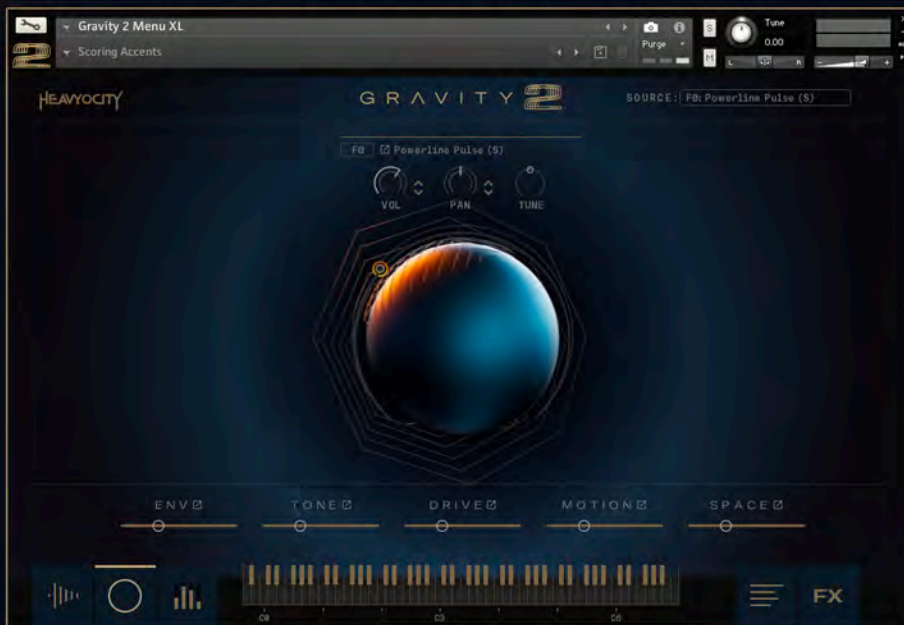 Gravity 2 Menu XL
Scoring Accents
Purge
S
M
Tune
0.00
L
R
HEAVYOCITY
GRAVITY 2
SOURCE: F0: Powerline Pulse (S)
F0 Powerline Pulse (S)
VOL
PAN
TUNE
ENV
TONE
DRIVE
MOTION
SPACE
C0
C3
C6
FX